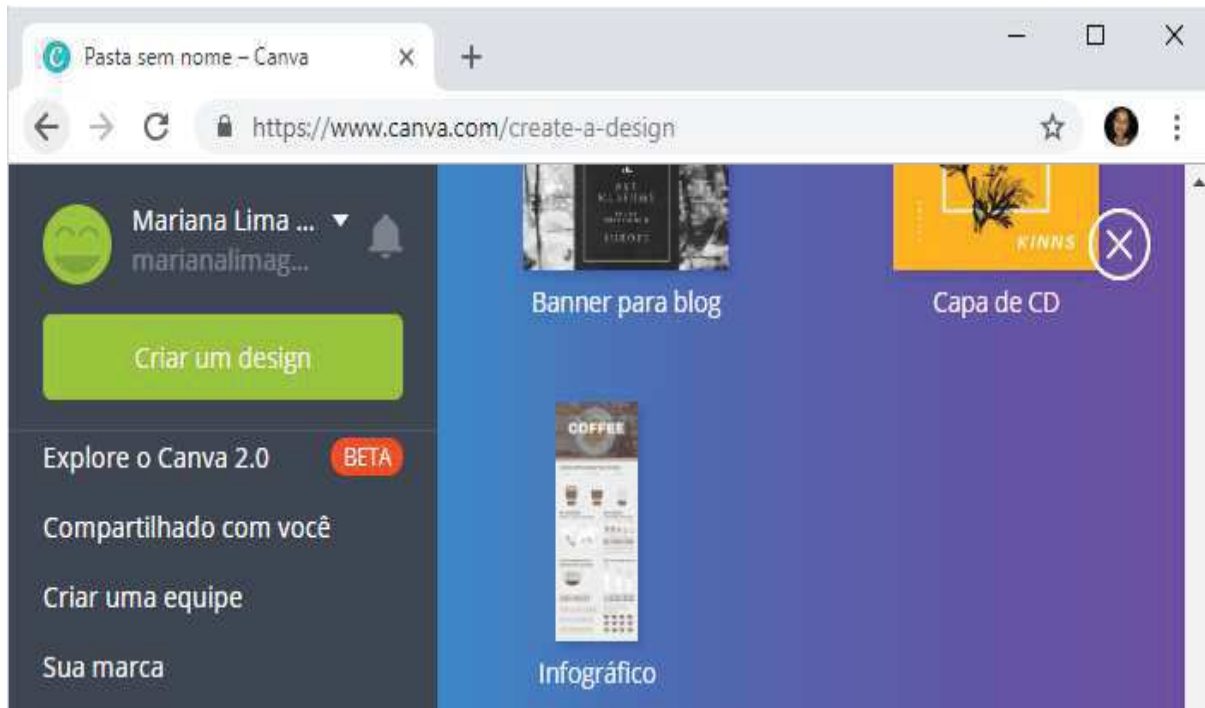 Pasta sem nome – Canva
https://www.canva.com/create-a-design
Mariana Lima ...
marianalimag...
Criar um design
Explore o Canva 2.0 BETA
Compartilhado com você
Criar uma equipe
Sua marca
KINNS
Banner para blog
Capa de CD
COFFEE
Infográfico